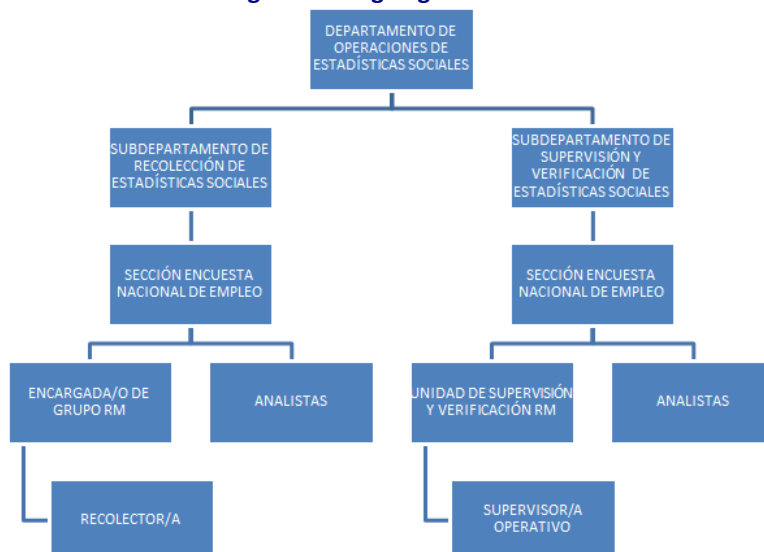 DEPARTAMENTO DE
OPERACIONES DE
ESTADÍSTICAS SOCIALES
SUBDEPARTAMENTO DE
RECOLECCIÓN DE
ESTADÍSTICAS SOCIALES
SUBDEPARTAMENTO DE
SUPERVISIÓN Y
VERIFICACIÓN DE
ESTADÍSTICAS SOCIALES
SECCIÓN ENCUESTA
NACIONAL DE EMPLEO
SECCIÓN ENCUESTA
NACIONAL DE EMPLEO
ENCARGADA/O DE
GRUPO RM
ANALISTAS
UNIDAD DE SUPERVISIÓN
Y VERIFICACIÓN RM
ANALISTAS
RECOLECTOR/A
SUPERVISOR/A
OPERATIVO